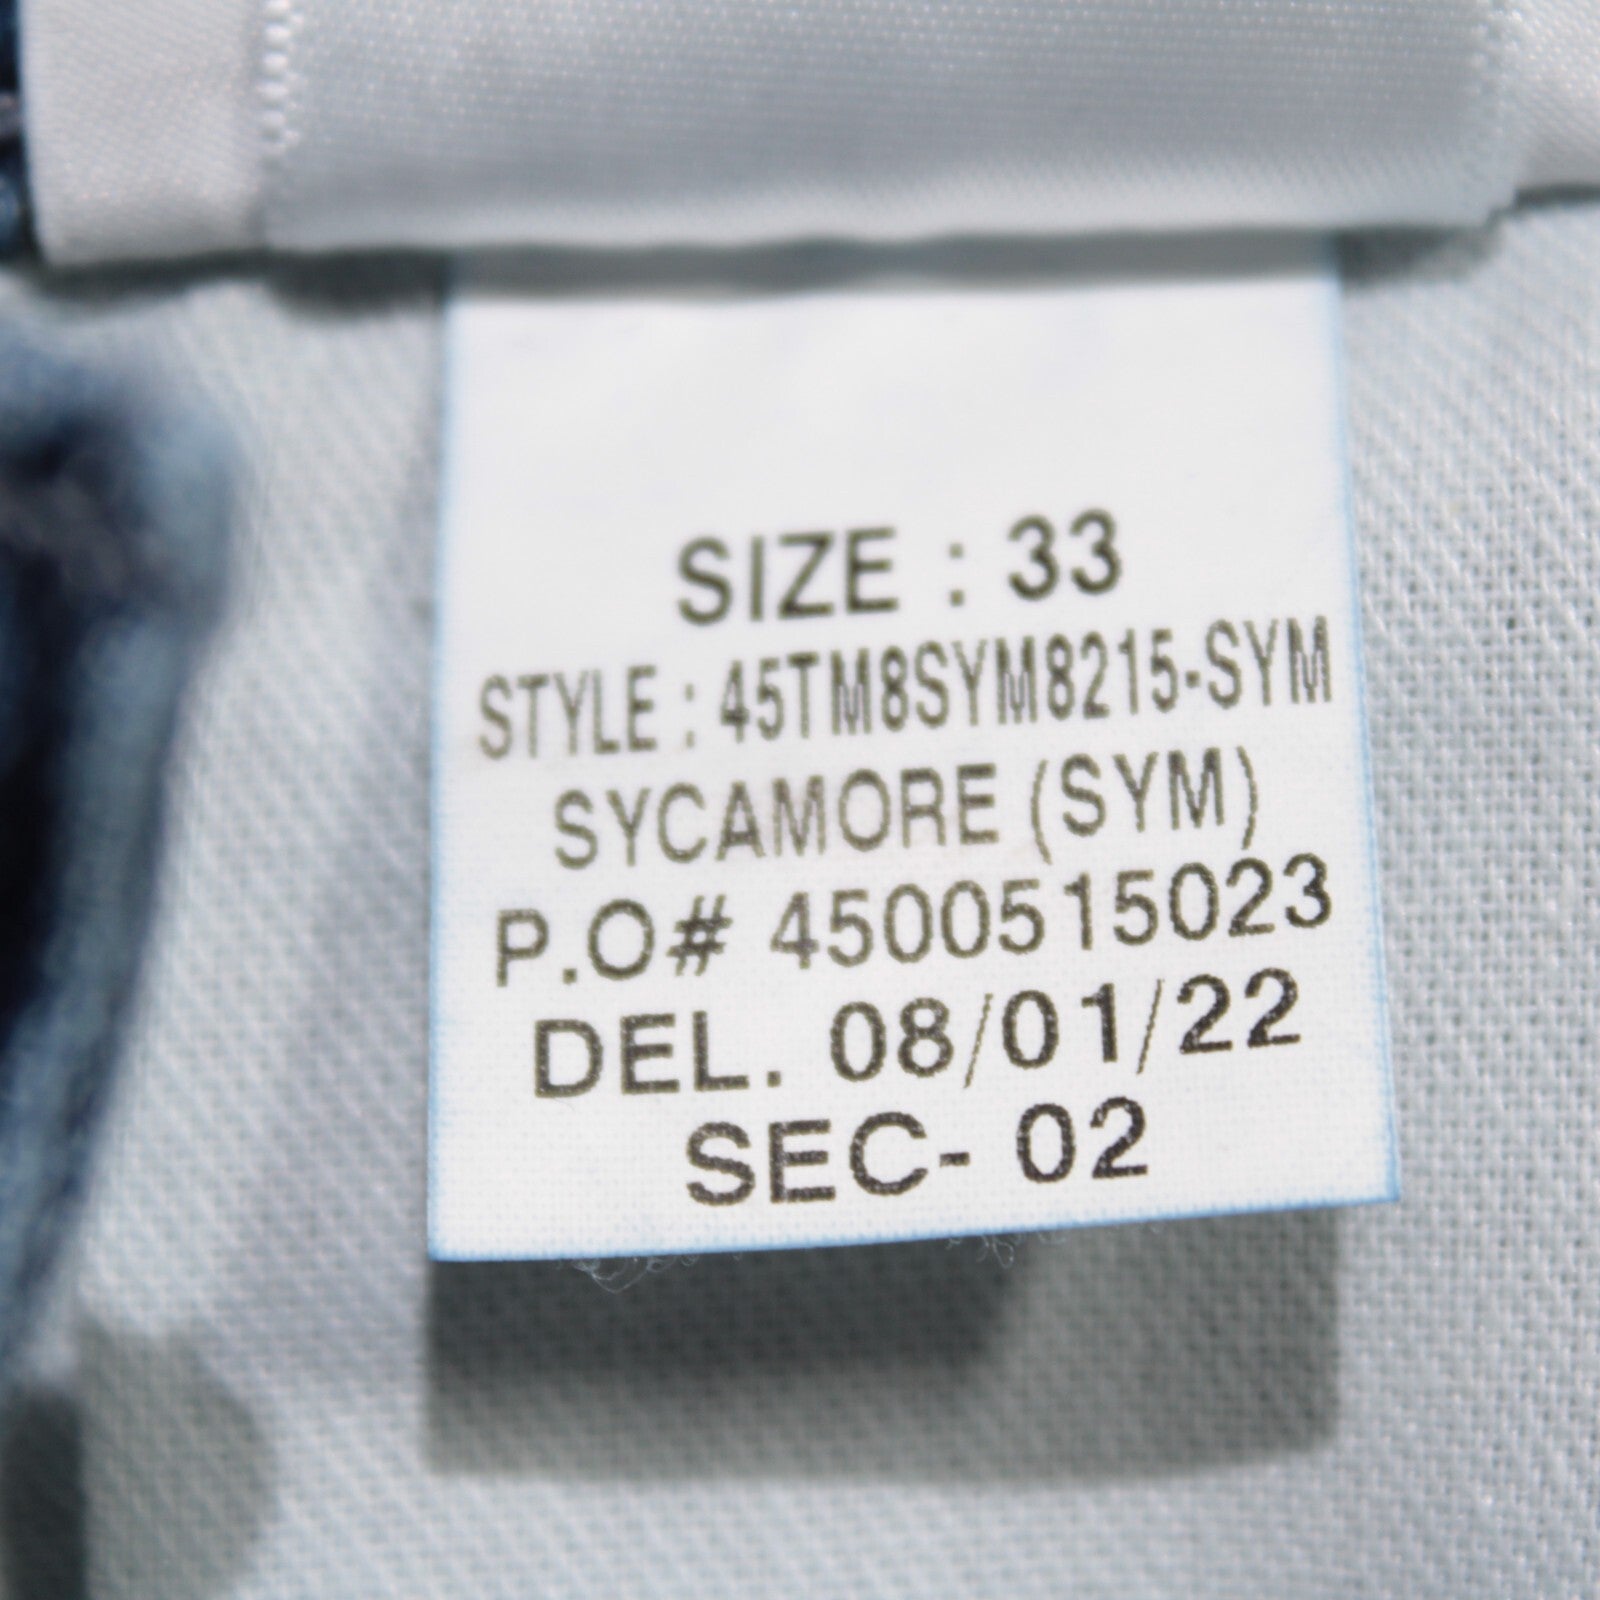 SIZE : 33
STYLE : 45TM8SYM8215-SYM
SYCAMORE (SYM)
P.O# 4500515023
DEL. 08/01/22
SEC- 02